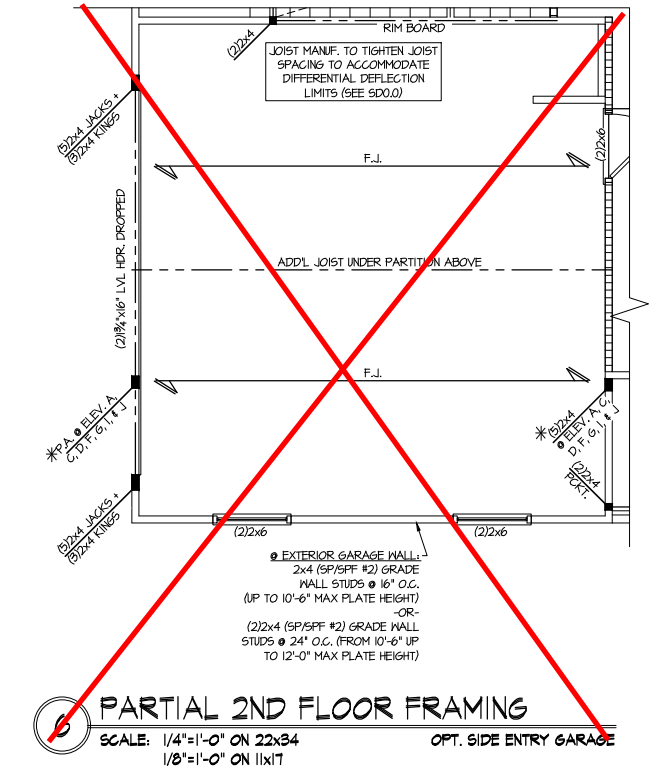 RIM BOARD
(2)2x4
JOIST MANUF. TO TIGHTEN JOIST
SPACING TO ACCOMMODATE
DIFFERENTIAL DEFLECTION
LIMITS (SEE SD0.0)
(5)2x4 JACKS +
(3)2x4 KINGS
(2)2x6
F.J.
(2)1¾"x16" LVL HDR. DROPPED
ADD'L JOIST UNDER PARTITION ABOVE
F.J.
*P.A. @ ELEV. A,
C, D, F, G, I, & J
*(5)2x4
@ ELEV. A, C,
D, F, G, I, & J
(2)2x4
PCKT.
(5)2x4 JACKS +
(3)2x4 KINGS
(2)2x6
(2)2x6
@ EXTERIOR GARAGE WALL:
2x4 (SP/SPF #2) GRADE
WALL STUDS @ 16" O.C.
(UP TO 10'-6" MAX PLATE HEIGHT)
-OR-
(2)2x4 (SP/SPF #2) GRADE WALL
STUDS @ 24" O.C. (FROM 10'-6" UP
TO 12'-0" MAX PLATE HEIGHT)
6
PARTIAL 2ND FLOOR FRAMING
SCALE: 1/4"=1'-0" ON 22x34
OPT. SIDE ENTRY GARAGE
1/8"=1'-0" ON 11x17